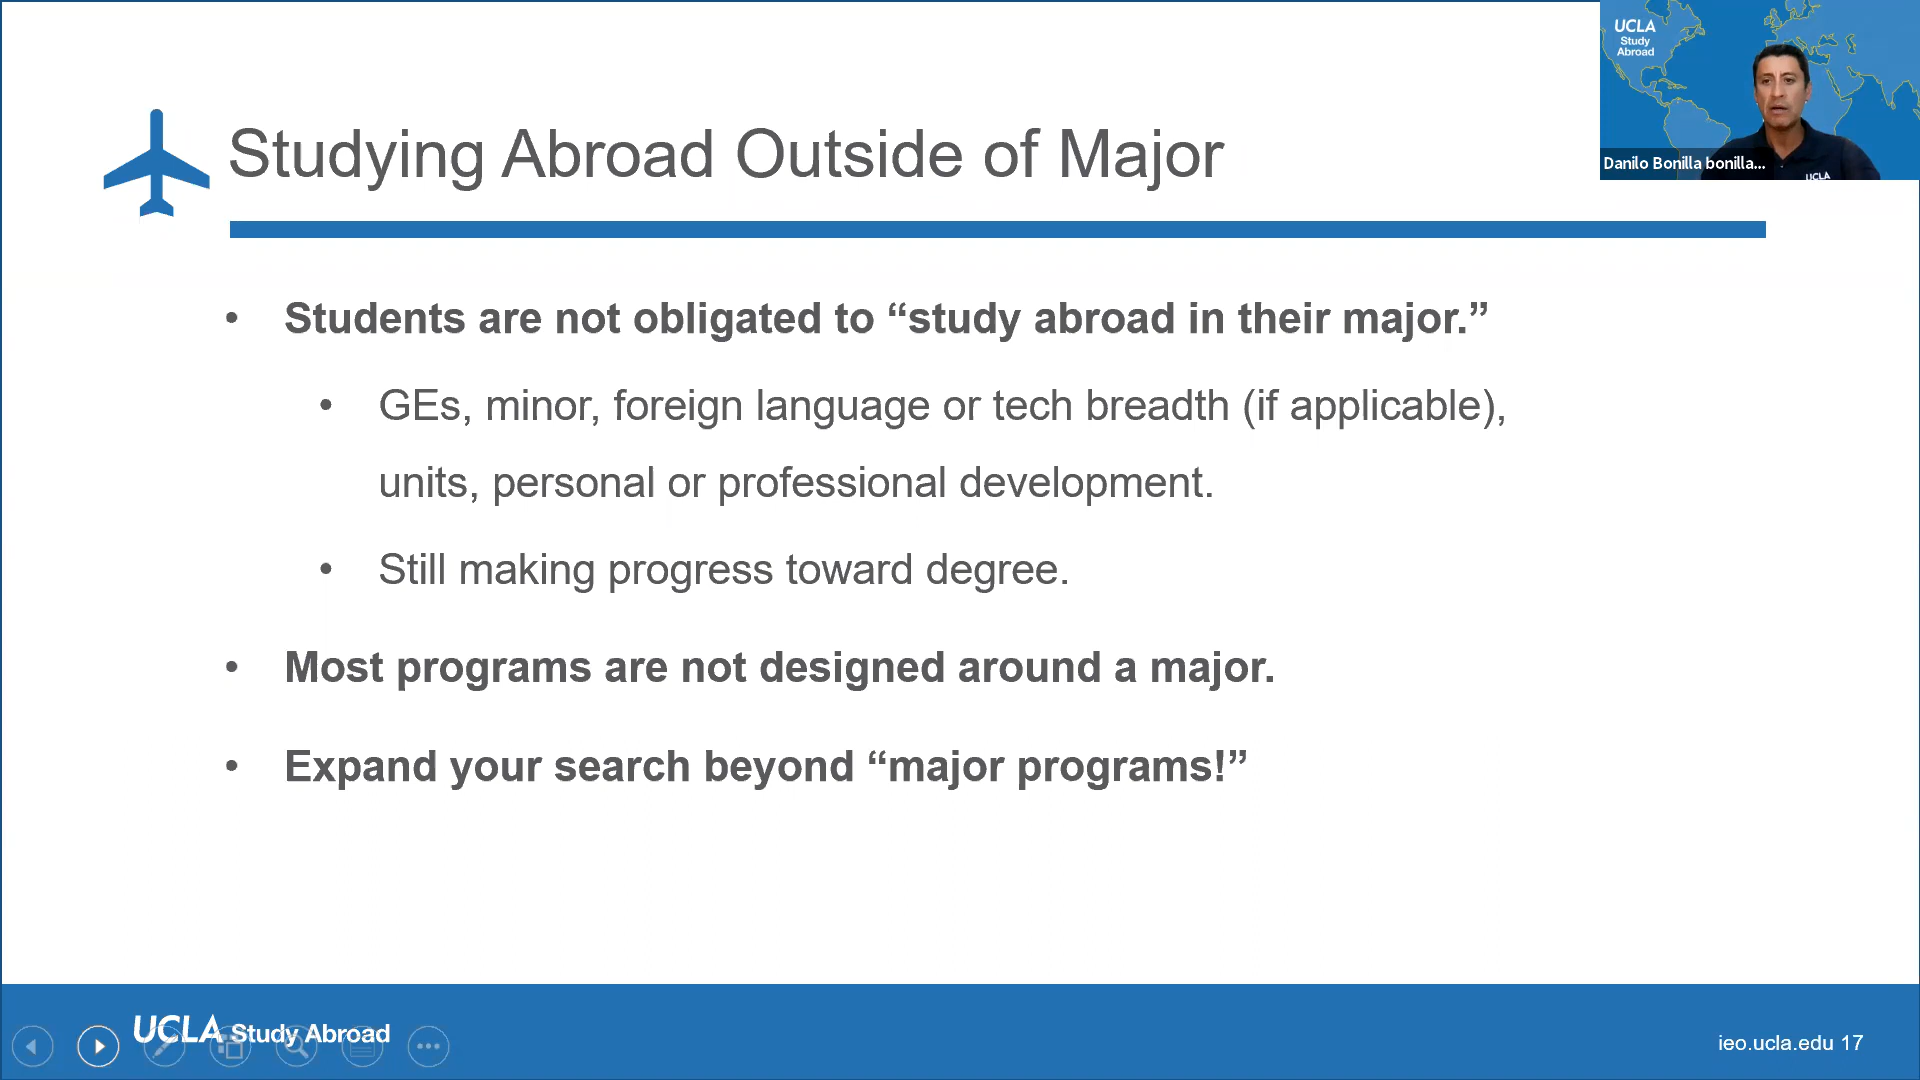 UCLA
Study
Abroad
Danilo Bonilla bonilla...
UCLA
Studying Abroad Outside of Major
• Students are not obligated to “study abroad in their major.”
• GEs, minor, foreign language or tech breadth (if applicable),
units, personal or professional development.
• Still making progress toward degree.
• Most programs are not designed around a major.
• Expand your search beyond “major programs!”
UCLA Study Abroad
ieo.ucla.edu 17